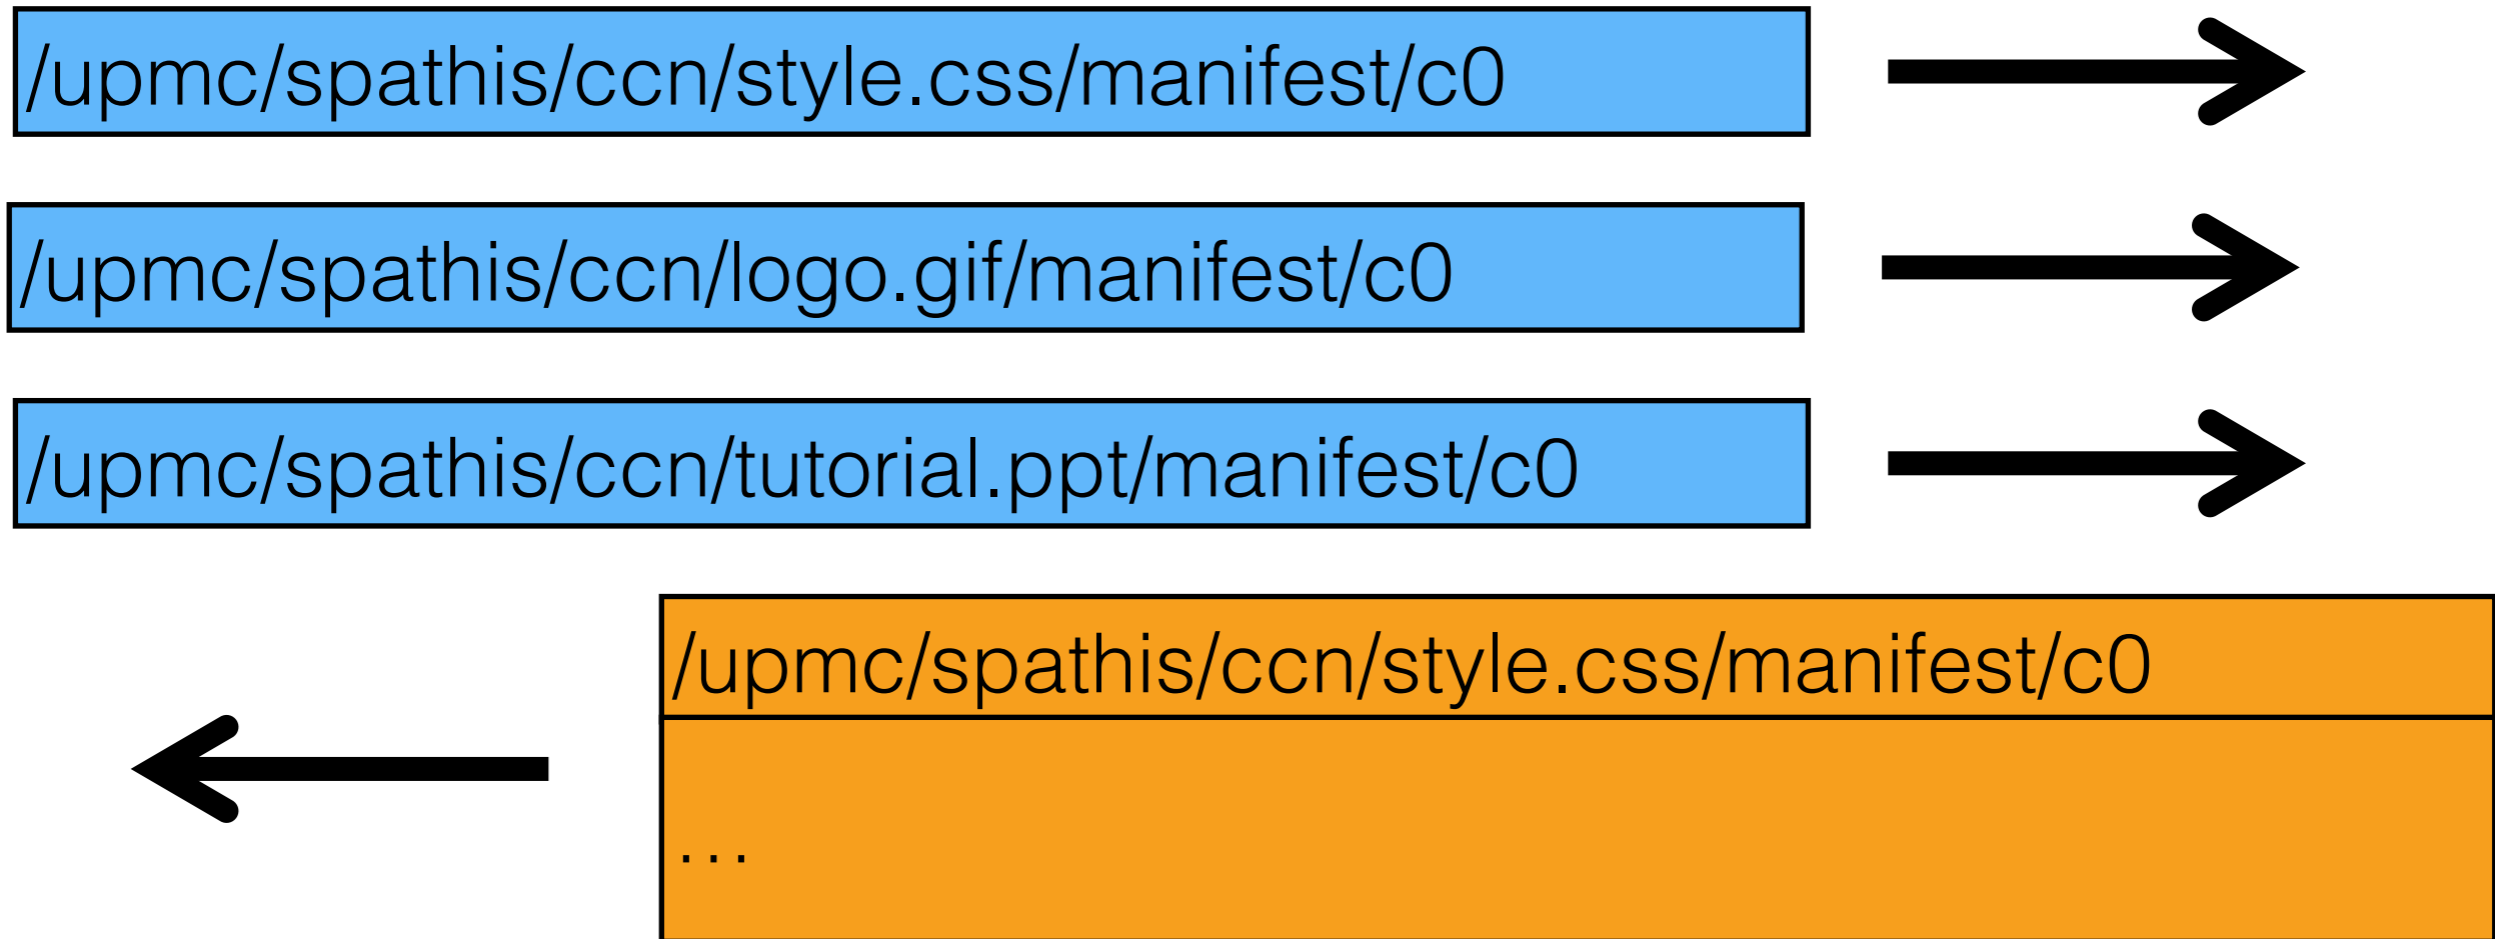 /upmc/spathis/ccn/style.css/manifest/c0
/upmc/spathis/ccn/logo.gif/manifest/c0
/upmc/spathis/ccn/tutorial.ppt/manifest/c0
/upmc/spathis/ccn/style.css/manifest/c0
...